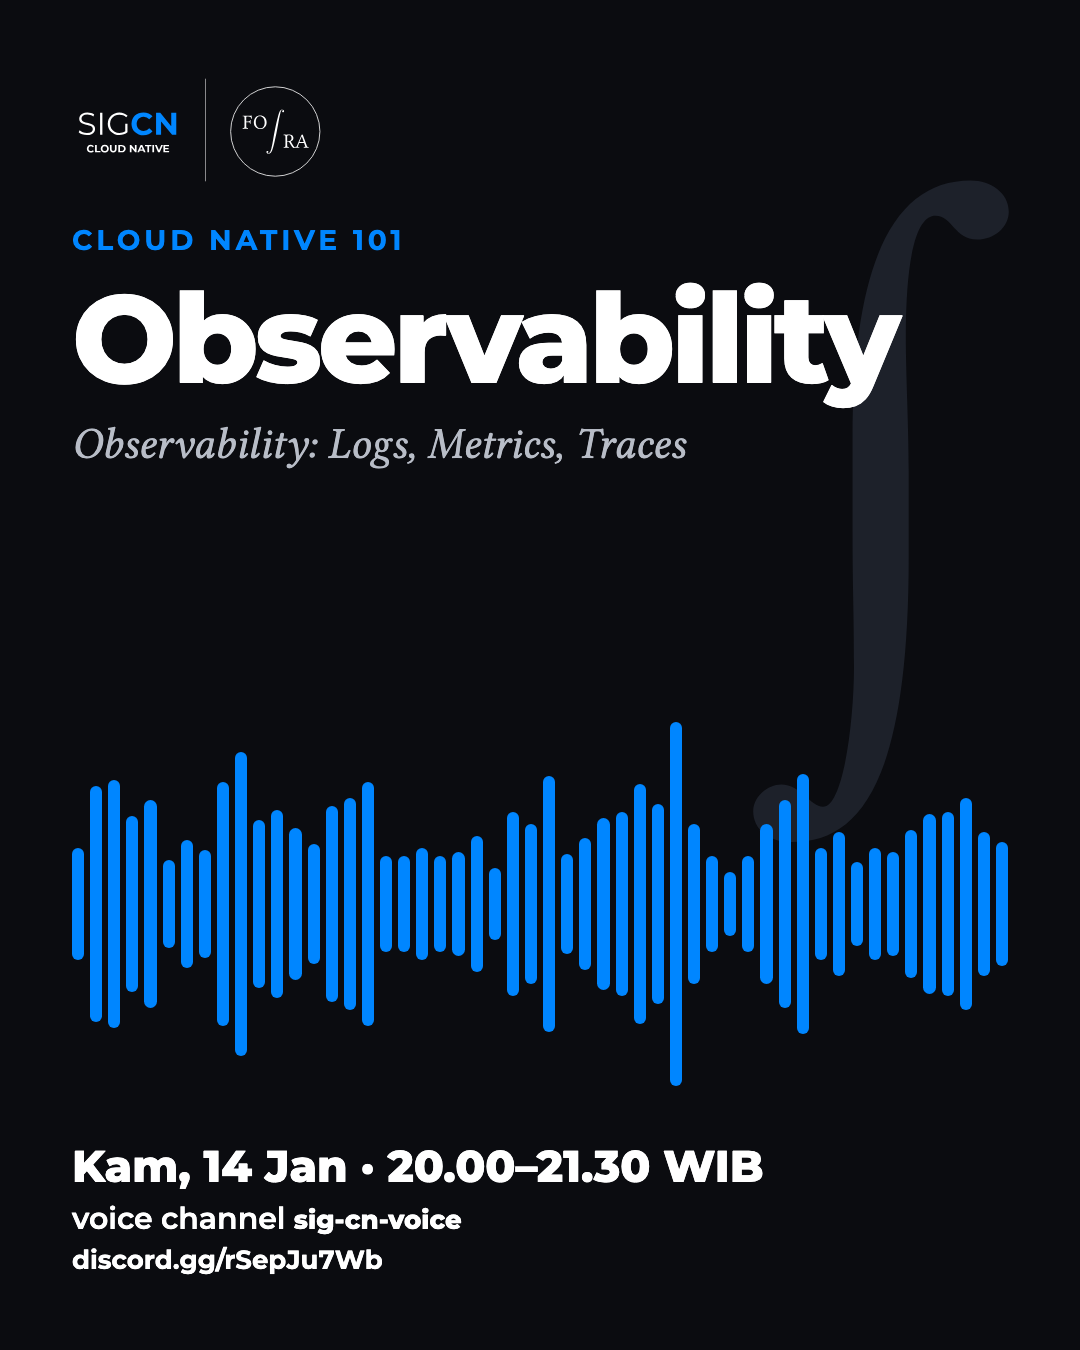 SIGCN
CLOUD NATIVE
FO∫RA
CLOUD NATIVE 101
Observability
Observability: Logs, Metrics, Traces
Kam, 14 Jan · 20.00–21.30 WIB
voice channel sig-cn-voice
discord.gg/rSepJu7Wb